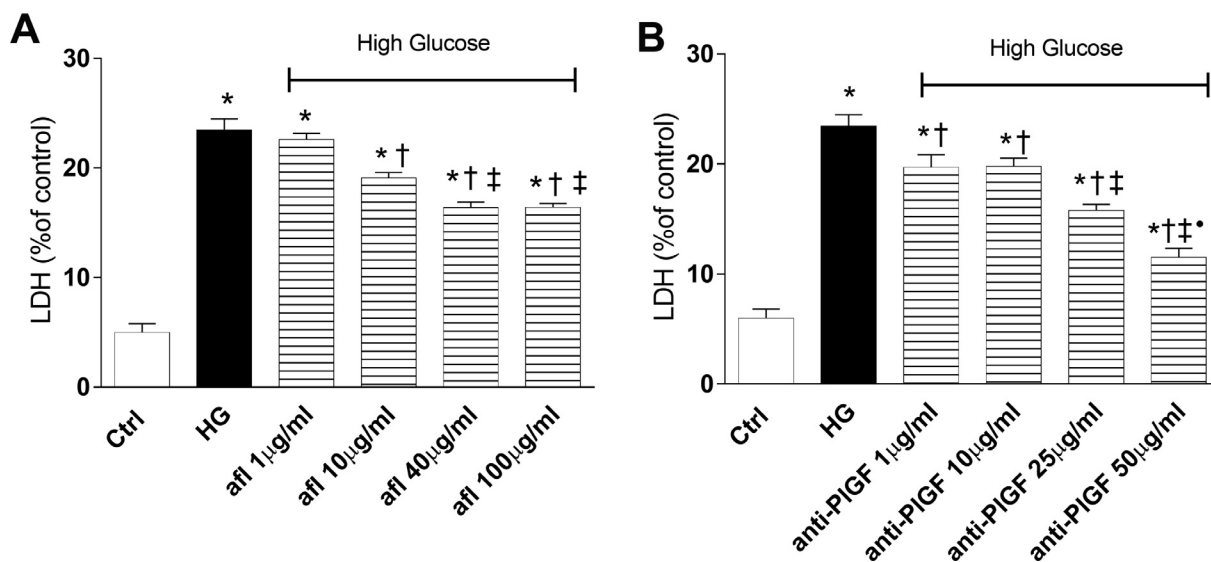 A
High Glucose
LDH (%of control)
30
20
10
0
*
*
* †
*† ‡
*† ‡
Ctrl
HG
afl 1μg/ml
afl 10μg/ml
afl 40μg/ml
afl 100μg/ml
B
High Glucose
LDH (%of control)
30
20
10
0
*
*†
*†
*†‡
*†‡•
Ctrl
HG
anti-PlGF 1μg/ml
anti-PlGF 10μg/ml
anti-PlGF 25μg/ml
anti-PlGF 50μg/ml